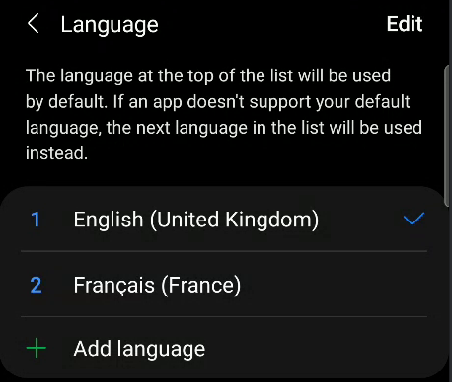 Language
Edit
The language at the top of the list will be used
by default. If an app doesn't support your default
language, the next language in the list will be used
instead.
1 English (United Kingdom)
2 Français (France)
Add language